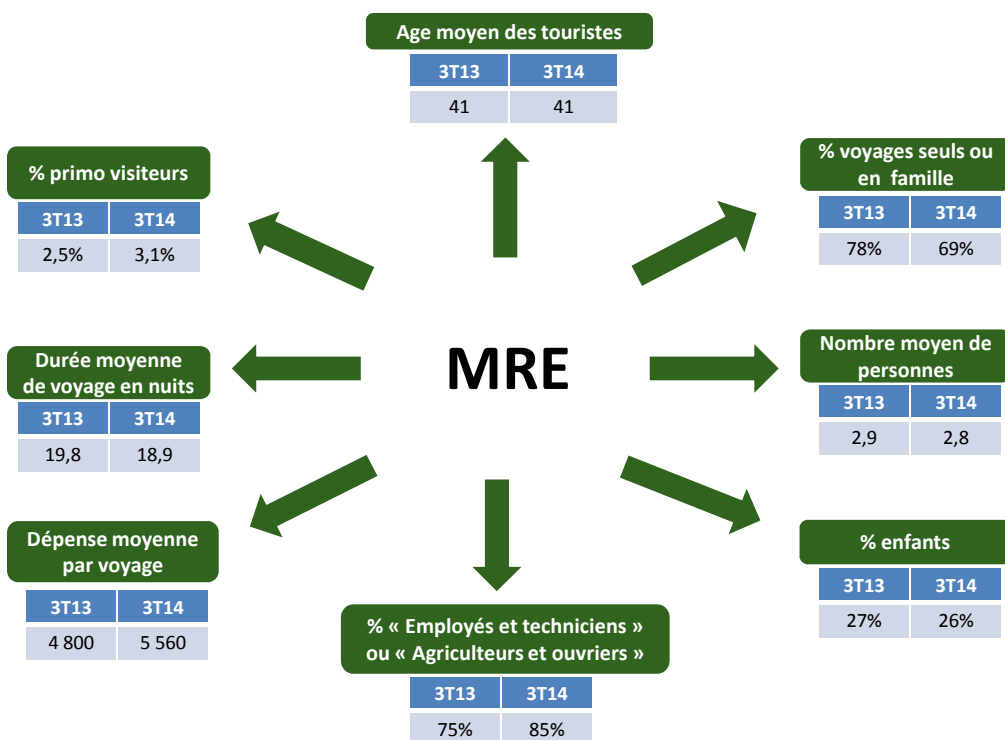 Age moyen des touristes
3T13 3T14
41 41
% primo visiteurs
3T13 3T14
2,5% 3,1%
% voyages seuls ou
en famille
3T13 3T14
78% 69%
MRE
Durée moyenne
de voyage en nuits
3T13 3T14
19,8 18,9
Nombre moyen de
personnes
3T13 3T14
2,9 2,8
Dépense moyenne
par voyage
3T13 3T14
4 800 5 560
% enfants
3T13 3T14
27% 26%
% « Employés et techniciens »
ou « Agriculteurs et ouvriers »
3T13 3T14
75% 85%